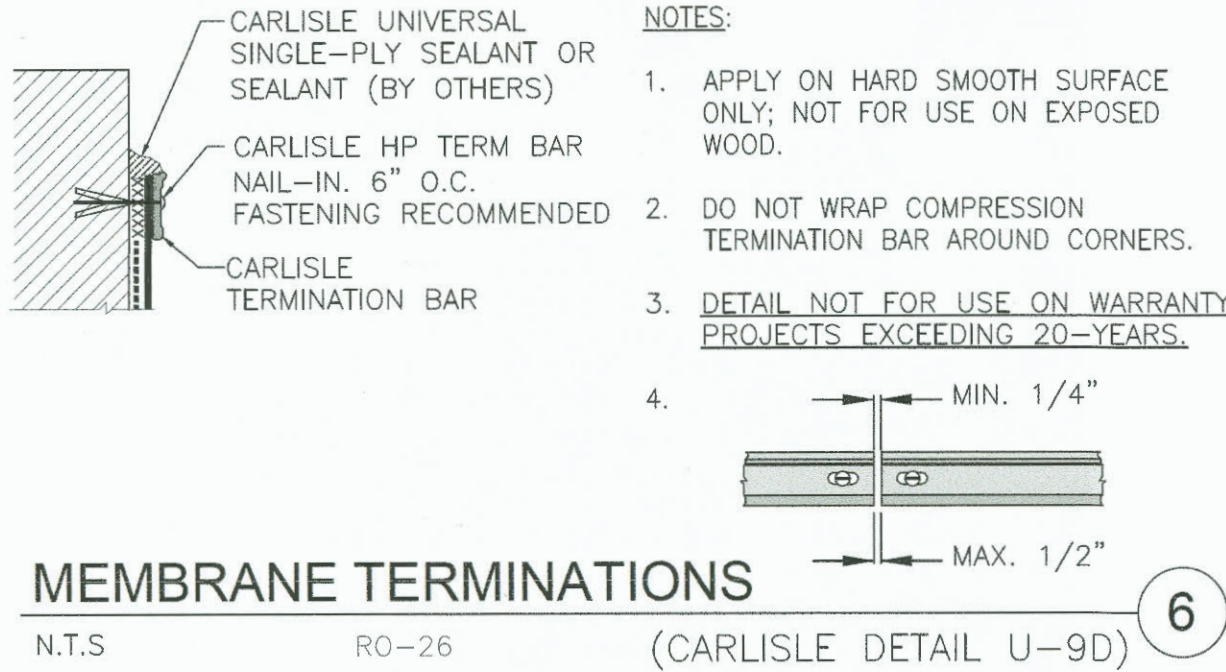 CARLISLE UNIVERSAL
SINGLE-PLY SEALANT OR
SEALANT (BY OTHERS)
CARLISLE HP TERM BAR
NAIL-IN. 6" O.C.
FASTENING RECOMMENDED
CARLISLE
TERMINATION BAR
NOTES:
1. APPLY ON HARD SMOOTH SURFACE
ONLY; NOT FOR USE ON EXPOSED
WOOD.
2. DO NOT WRAP COMPRESSION
TERMINATION BAR AROUND CORNERS.
3. DETAIL NOT FOR USE ON WARRANTY
PROJECTS EXCEEDING 20-YEARS.
4.
MIN. 1/4"
MAX. 1/2"
MEMBRANE TERMINATIONS
6
N.T.S RO-26 (CARLISLE DETAIL U-9D)